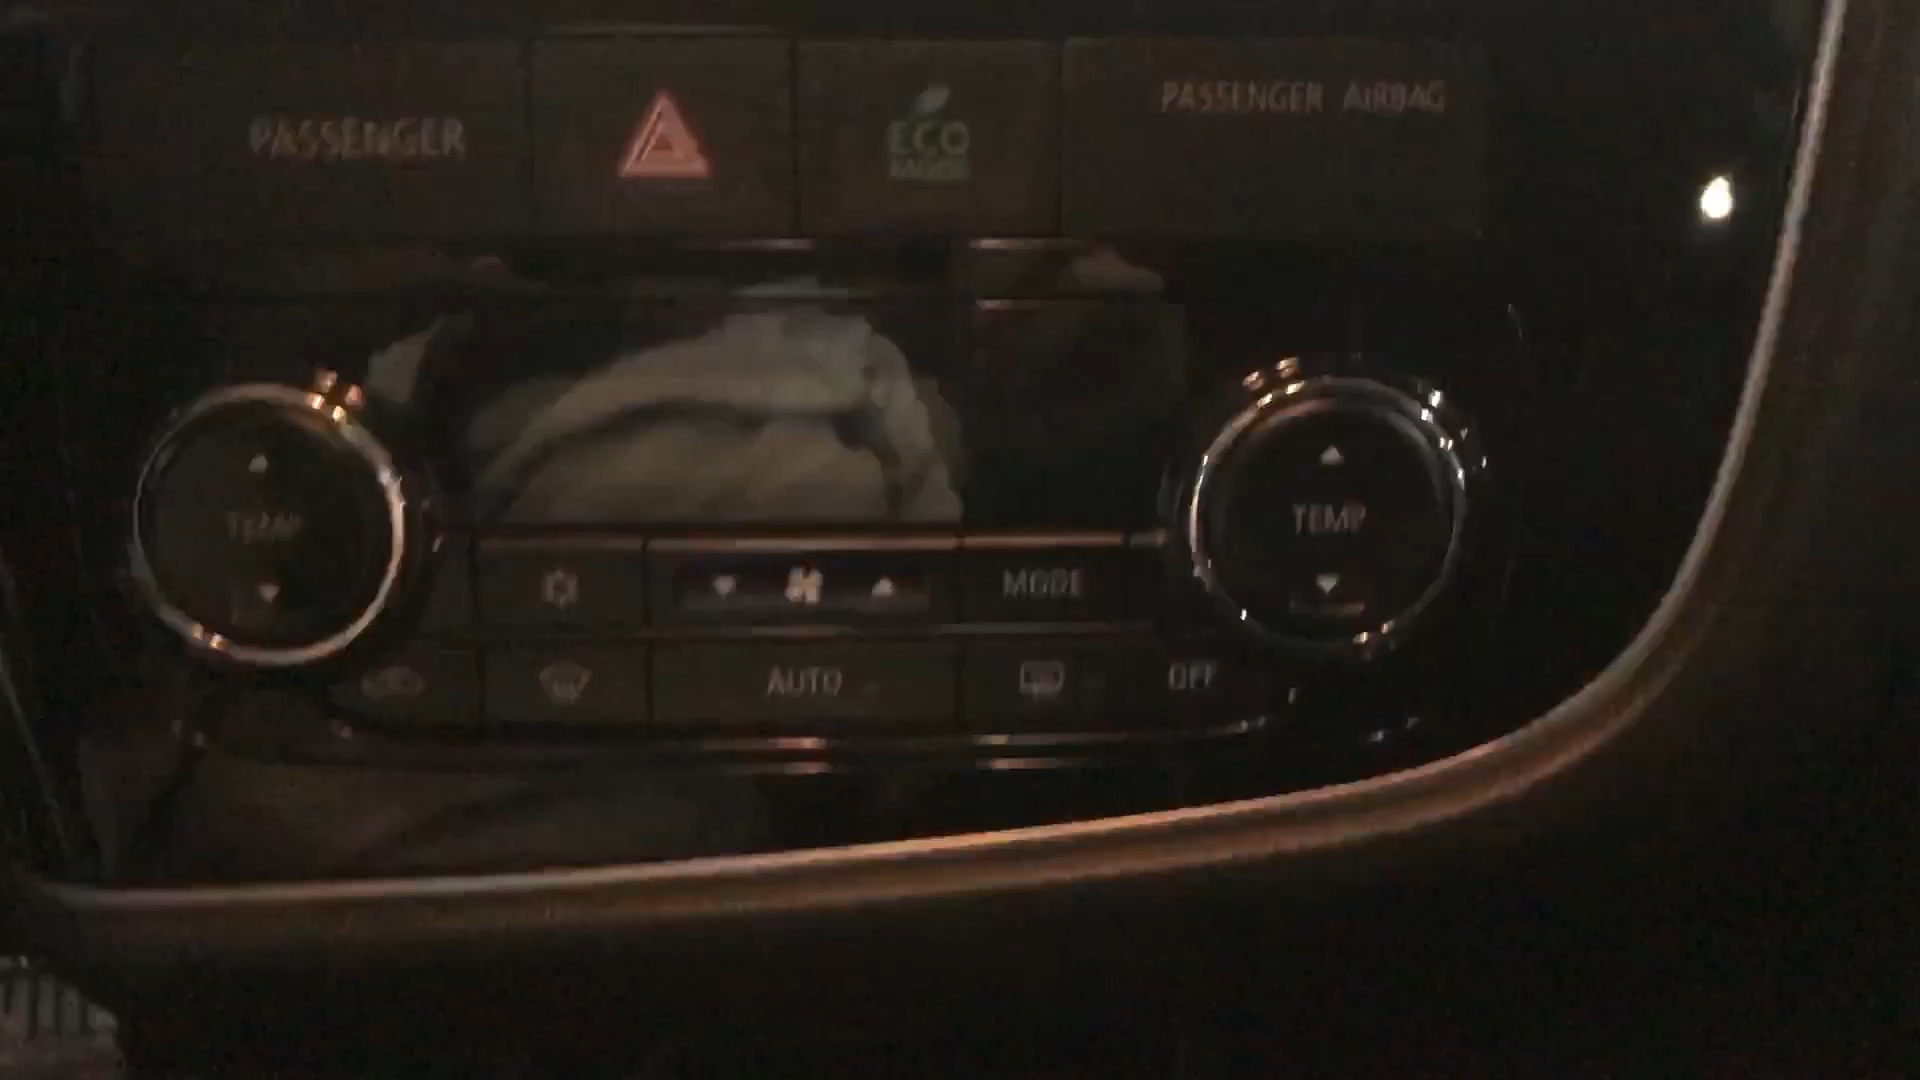 PASSENGER
ECO
PASSENGER AIRBAG
TEMP
TEMP
MODE
AUTO
OFF